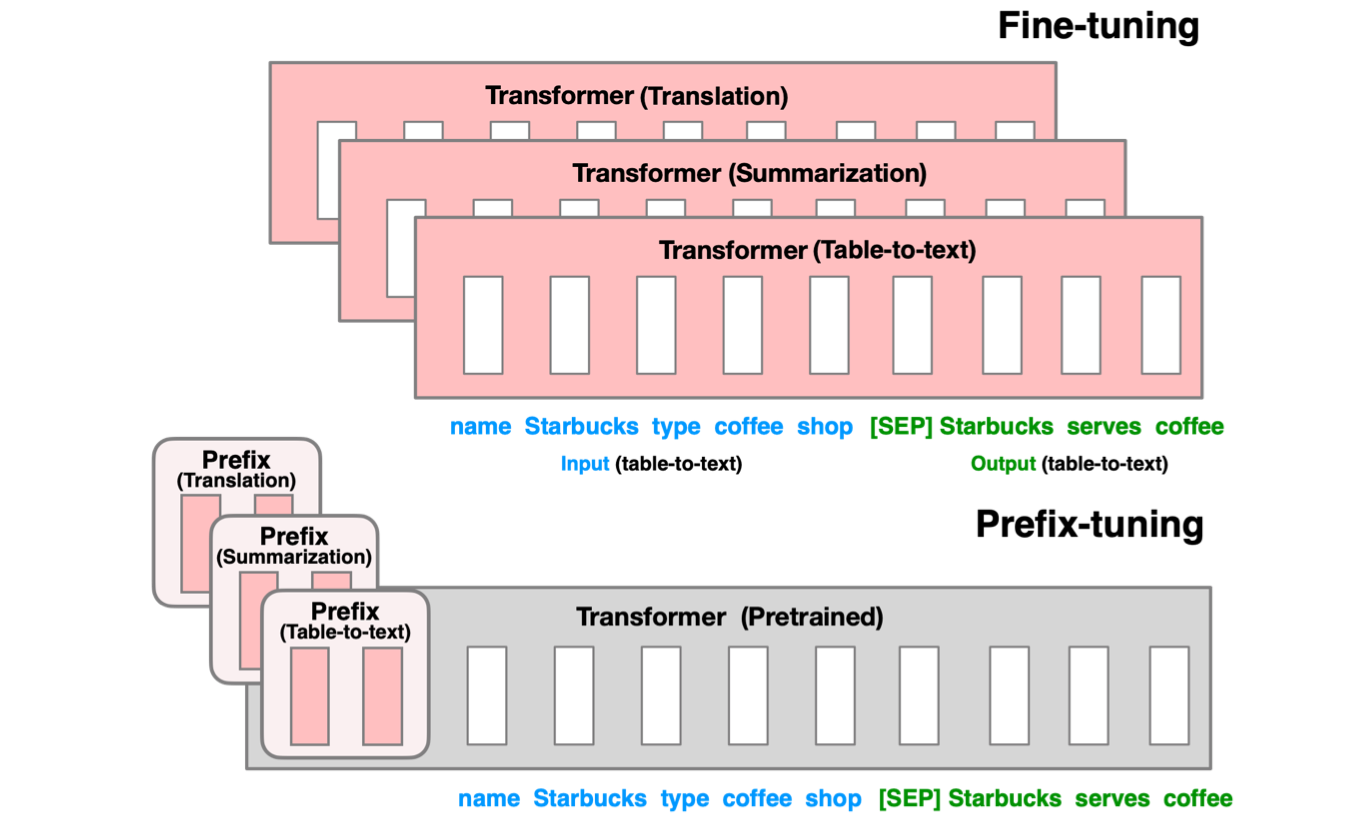 Fine-tuning
Transformer (Translation)
Transformer (Summarization)
Transformer (Table-to-text)
name Starbucks type coffee shop [SEP] Starbucks serves coffee
Input (table-to-text) Output (table-to-text)
Prefix
(Translation)
Prefix-tuning
Prefix
(Summarization)
Prefix
(Table-to-text)
Transformer (Pretrained)
name Starbucks type coffee shop [SEP] Starbucks serves coffee